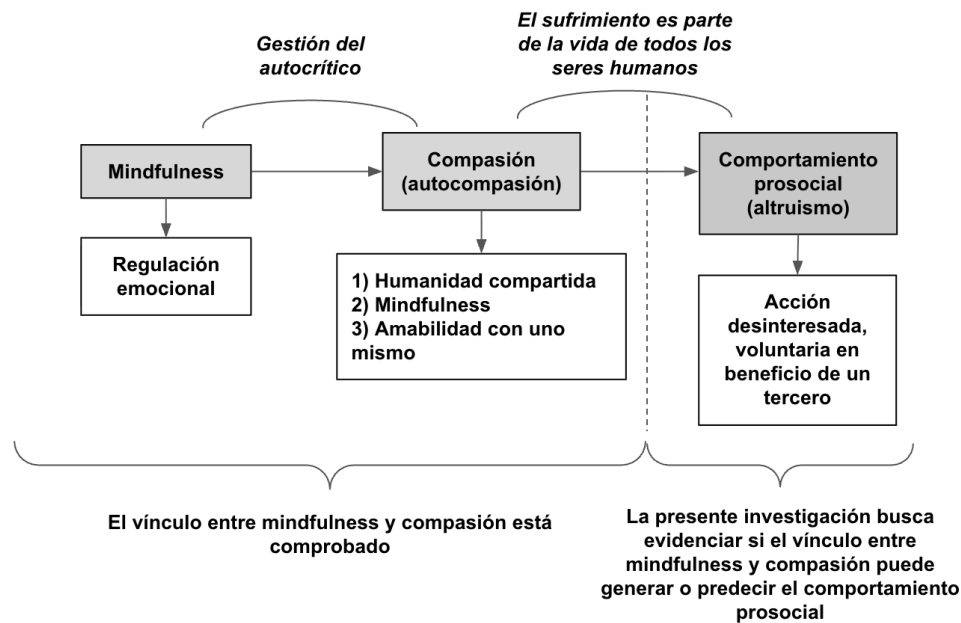 Gestión del
autocrítico
El sufrimiento es parte
de la vida de todos los
seres humanos
Mindfulness
Compasión
(autocompasión)
Comportamiento
prosocial
(altruismo)
Regulación
emocional
1) Humanidad compartida
2) Mindfulness
3) Amabilidad con uno
mismo
Acción
desinteresada,
voluntaria en
beneficio de un
tercero
El vínculo entre mindfulness y compasión está
comprobado
La presente investigación busca
evidenciar si el vínculo entre
mindfulness y compasión puede
generar o predecir el comportamiento
prosocial